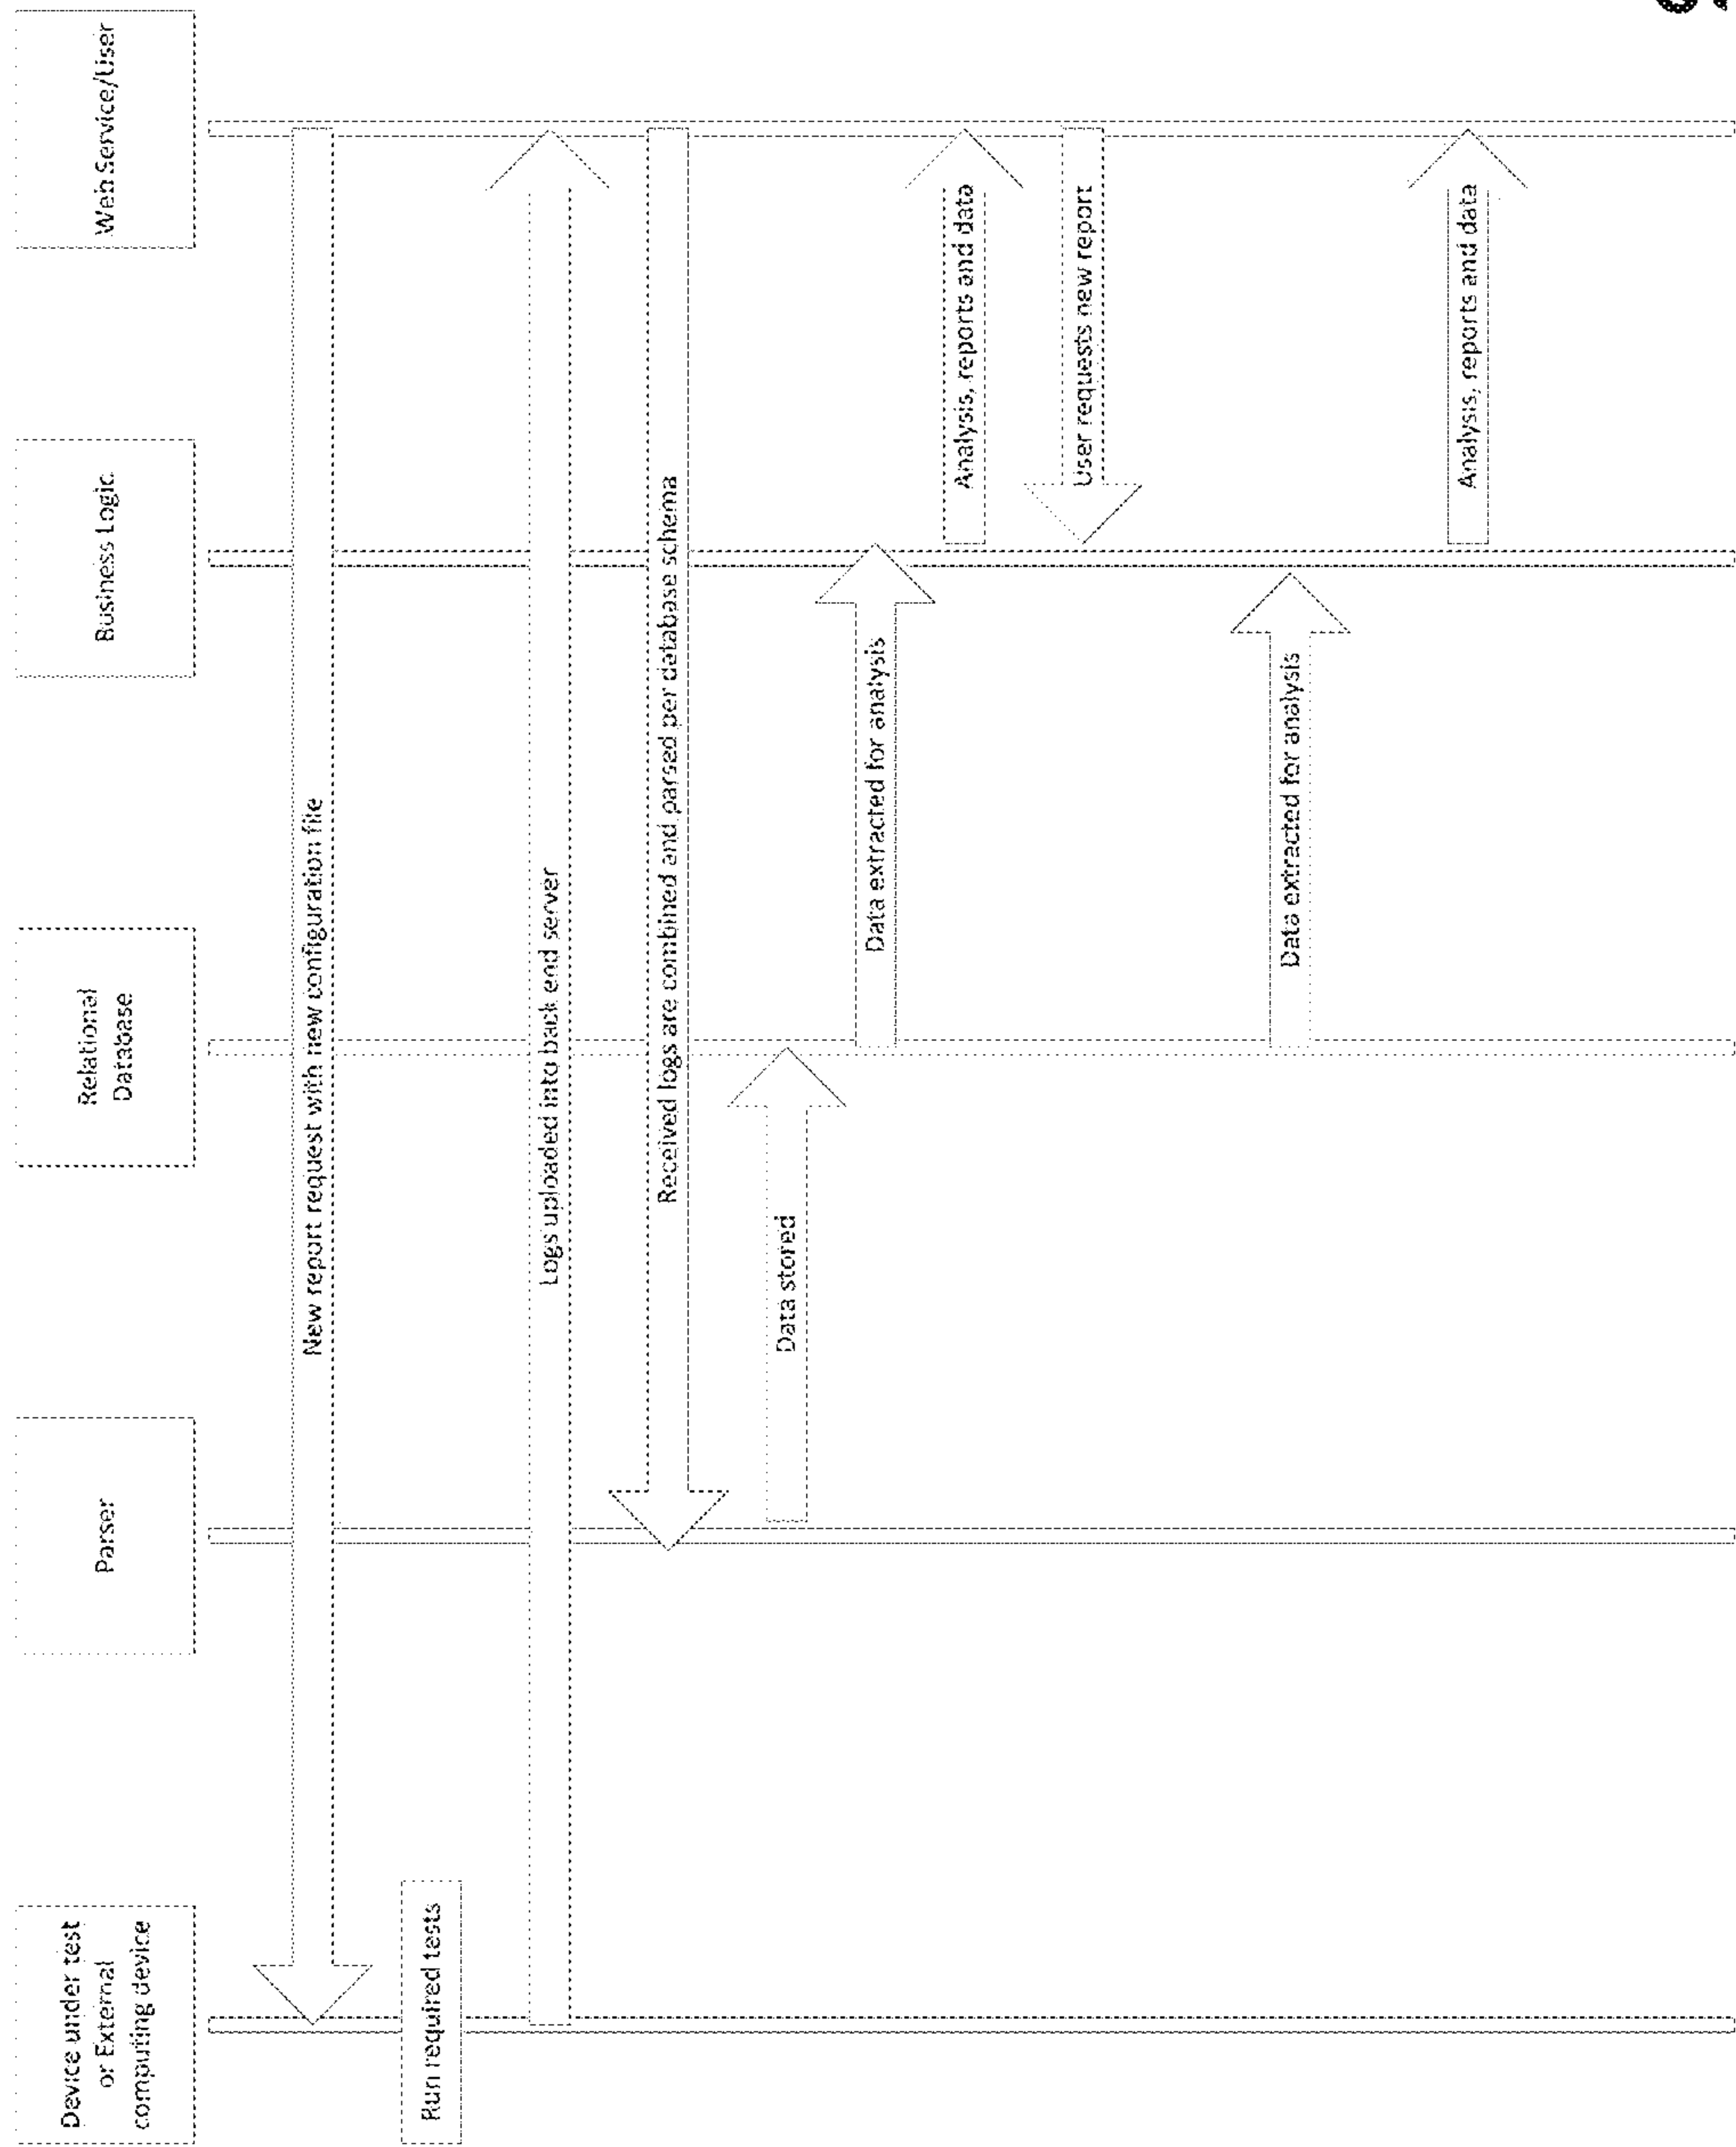 Device under test
or External
computing device
Parser
Relational
Database
Business Logic
Web Service/User
New report request with new configuration file
Run required tests
Logs uploaded into back end server
Received logs are combined and parsed per database schema
Data stored
Data extracted for analysis
Analysis, reports and data
User requests new report
Data extracted for analysis
Analysis, reports and data